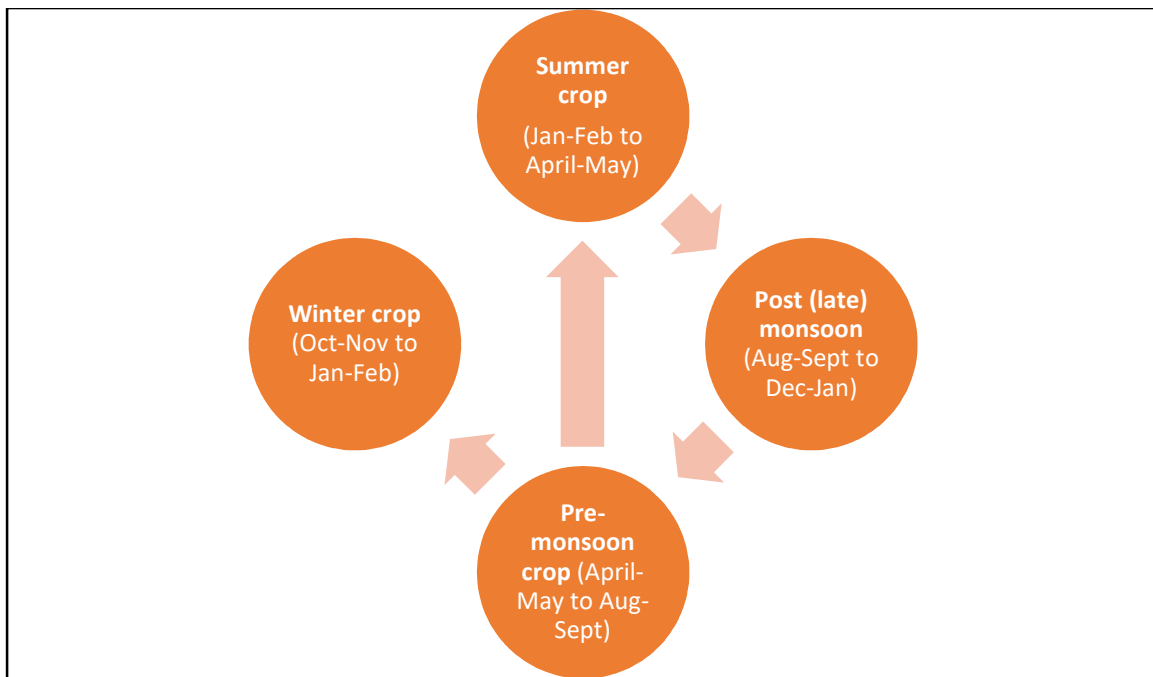 Summer
crop
(Jan-Feb to
April-May)
Post (late)
monsoon
(Aug-Sept to
Dec-Jan)
Pre-
monsoon
crop (April-
May to Aug-
Sept)
Winter crop
(Oct-Nov to
Jan-Feb)